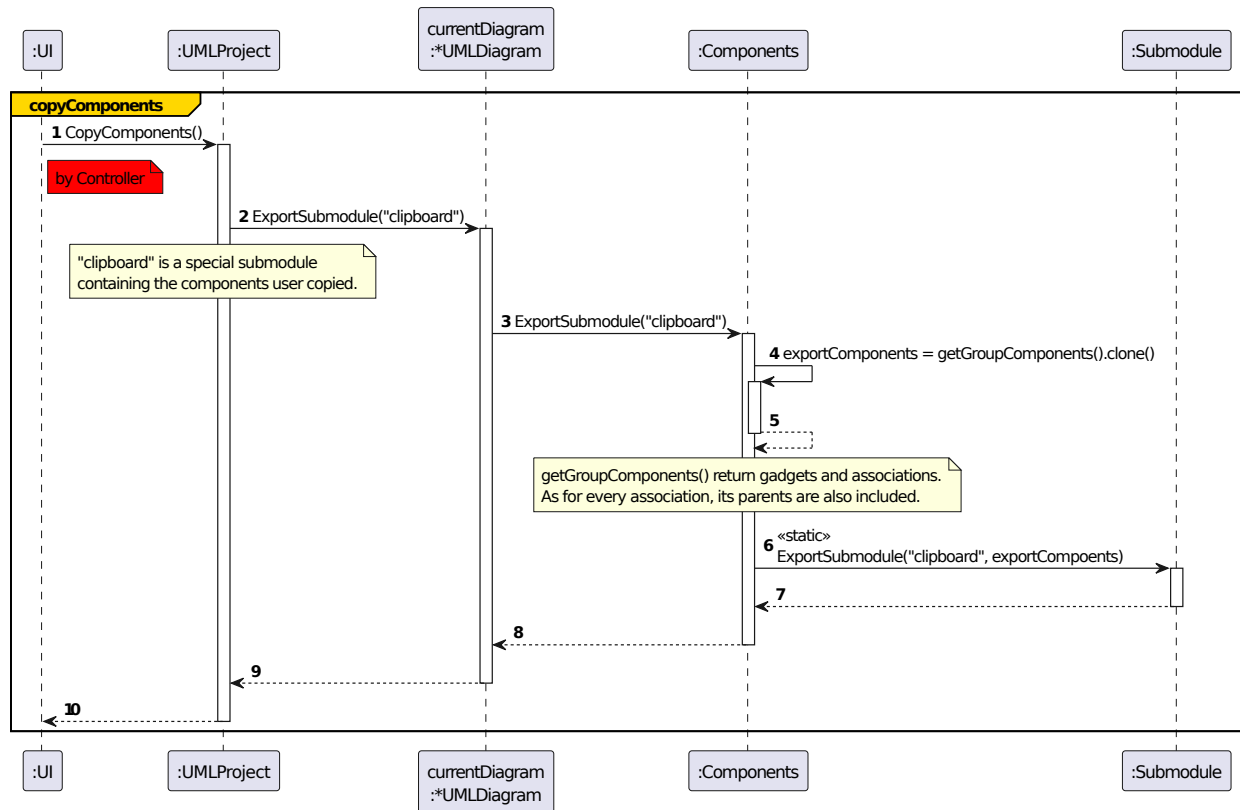 currentDiagram
:UI
:UMLProject
:*UMLDiagram
:Components
:Submodule
copyComponents
1 CopyComponents()
by Controller
2 ExportSubmodule("clipboard")
"clipboard" is a special submodule
containing the components user copied.
3 ExportSubmodule("clipboard")
4 exportComponents = getGroupComponents().clone()
5
getGroupComponents() return gadgets and associations.
As for every association, its parents are also included.
«static»
6 ExportSubmodule("clipboard", exportCompoents)
7
8
9
10
:UI
:UMLProject
currentDiagram
:*UMLDiagram
:Components
:Submodule